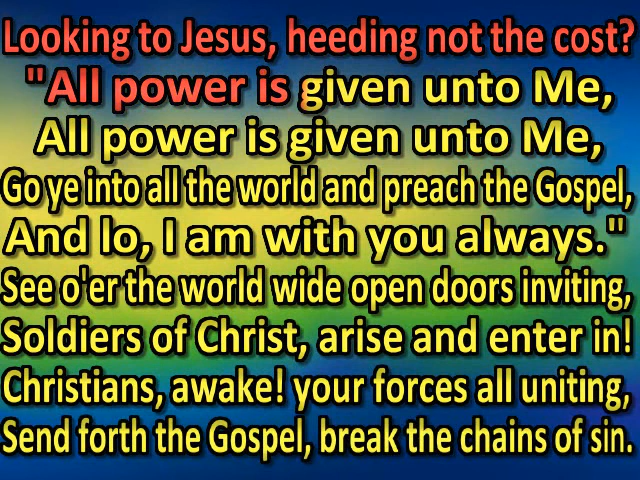 Looking to Jesus, heeding not the cost?
"All power is given unto Me,
All power is given unto Me,
Go ye into all the world and preach the Gospel,
And lo, I am with you always."
See o'er the world wide open doors inviting,
Soldiers of Christ, arise and enter in!
Christians, awake! your forces all uniting,
Send forth the Gospel, break the chains of sin.